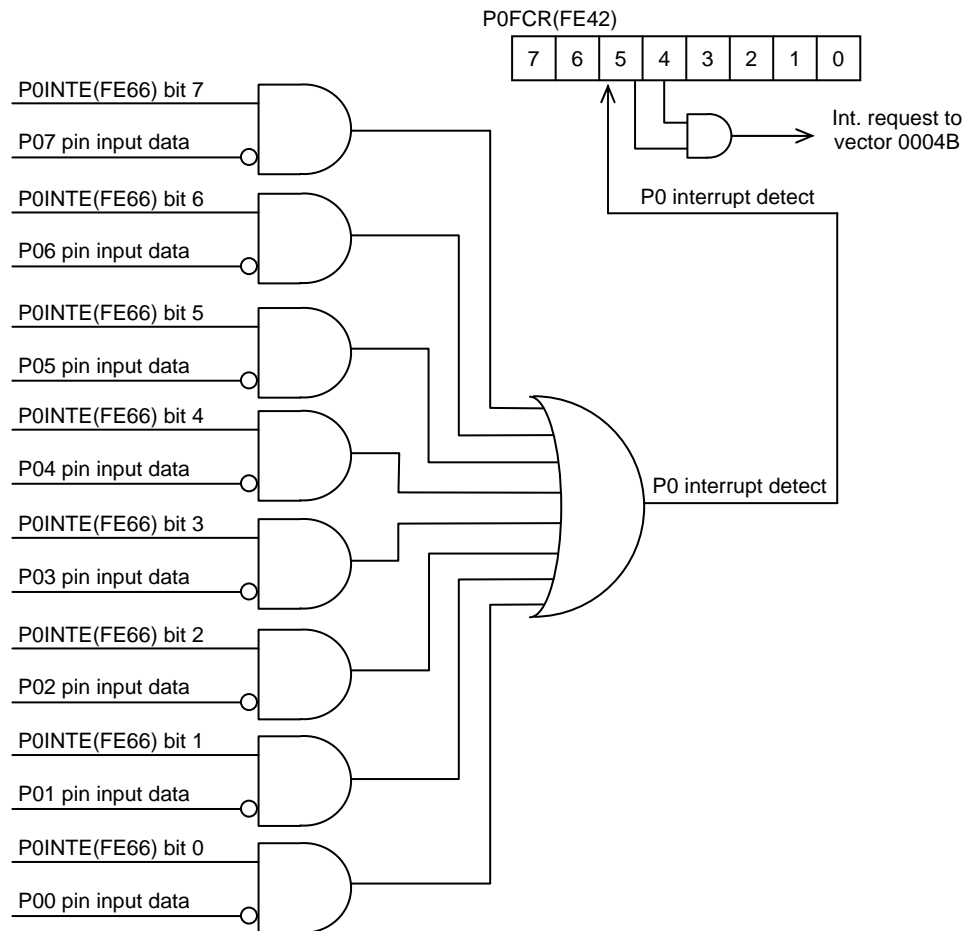 P0FCR(FE42)
7 6 5 4 3 2 1 0
Int. request to
vector 0004B
P0 interrupt detect
P0INTE(FE66) bit 7
P07 pin input data
P0INTE(FE66) bit 6
P06 pin input data
P0INTE(FE66) bit 5
P05 pin input data
P0INTE(FE66) bit 4
P04 pin input data
P0 interrupt detect
P0INTE(FE66) bit 3
P03 pin input data
P0INTE(FE66) bit 2
P02 pin input data
P0INTE(FE66) bit 1
P01 pin input data
P0INTE(FE66) bit 0
P00 pin input data